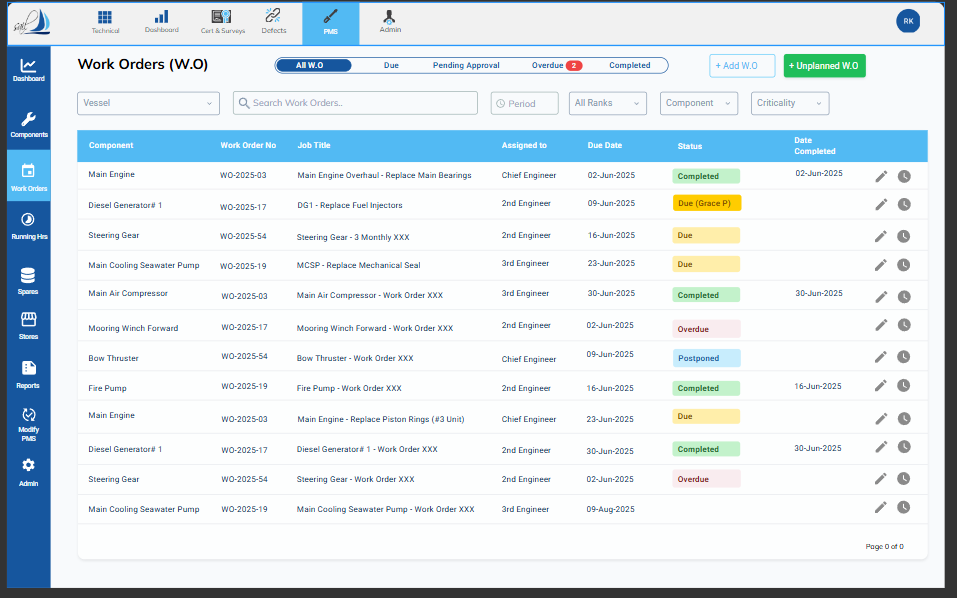 sail
Technical
Dashboard
Cert & Surveys
Defects
PMS
Admin
RK
Dashboard
Components
Work Orders
Running Hrs
Spares
Stores
Reports
Modify
PMS
Admin
Work Orders (W.O)
All W.O Due Pending Approval Overdue 2 Completed
+ Add W.O
+ Unplanned W.O
Vessel
Search Work Orders..
Period
All Ranks
Component
Criticality
Component Work Order No Job Title Assigned to Due Date Status Date Completed
Main Engine WO-2025-03 Main Engine Overhaul - Replace Main Bearings Chief Engineer 02-Jun-2025 Completed 02-Jun-2025
Diesel Generator# 1 WO-2025-17 DG1 - Replace Fuel Injectors 2nd Engineer 09-Jun-2025 Due (Grace P)
Steering Gear WO-2025-54 Steering Gear - 3 Monthly XXX 2nd Engineer 16-Jun-2025 Due
Main Cooling Seawater Pump WO-2025-19 MCSP - Replace Mechanical Seal 3rd Engineer 23-Jun-2025 Due
Main Air Compressor WO-2025-03 Main Air Compressor - Work Order XXX 3rd Engineer 30-Jun-2025 Completed 30-Jun-2025
Mooring Winch Forward WO-2025-17 Mooring Winch Forward - Work Order XXX 2nd Engineer 02-Jun-2025 Overdue
Bow Thruster WO-2025-54 Bow Thruster - Work Order XXX Chief Engineer 09-Jun-2025 Postponed
Fire Pump WO-2025-19 Fire Pump - Work Order XXX 2nd Engineer 16-Jun-2025 Completed 16-Jun-2025
Main Engine WO-2025-03 Main Engine - Replace Piston Rings (#3 Unit) Chief Engineer 23-Jun-2025 Due
Diesel Generator# 1 WO-2025-17 Diesel Generator# 1 - Work Order XXX 2nd Engineer 30-Jun-2025 Completed 30-Jun-2025
Steering Gear WO-2025-54 Steering Gear - Work Order XXX 2nd Engineer 02-Jun-2025 Overdue
Main Cooling Seawater Pump WO-2025-19 Main Cooling Seawater Pump - Work Order XXX 3rd Engineer 09-Aug-2025
Page 0 of 0